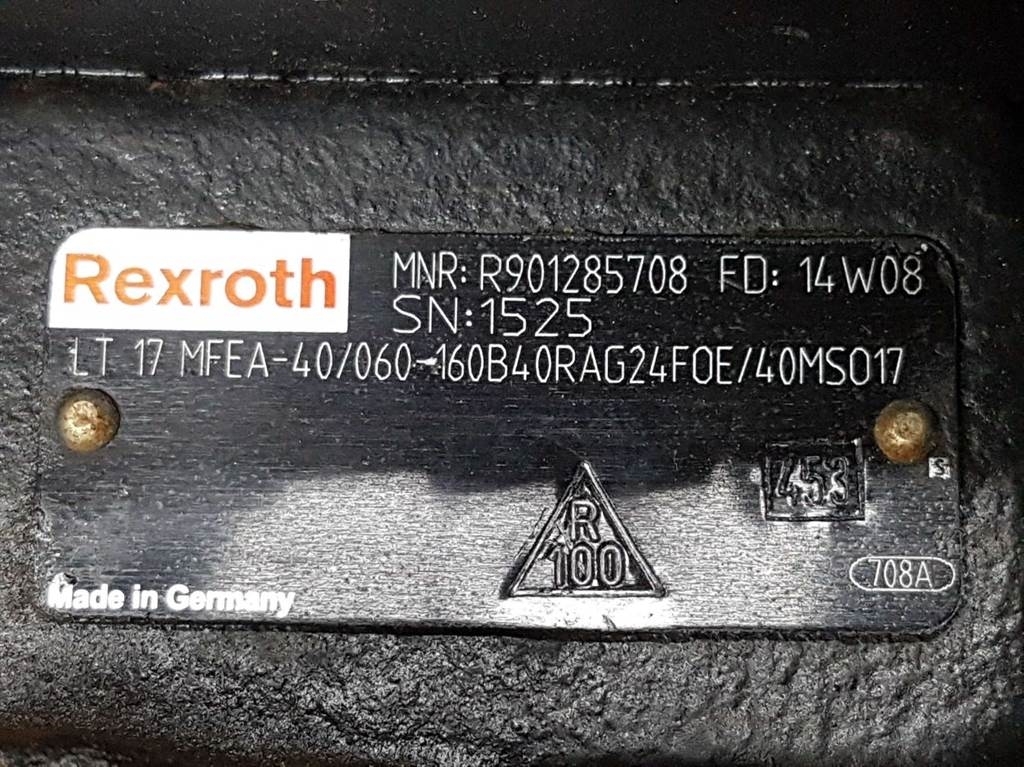 Rexroth
MNR: R901285708 FD: 14W08
SN: 1525
LT 17 MFEA-40/060-160B40RAG24F0E/40MS017
453
S
R
100
708A
Made in Germany